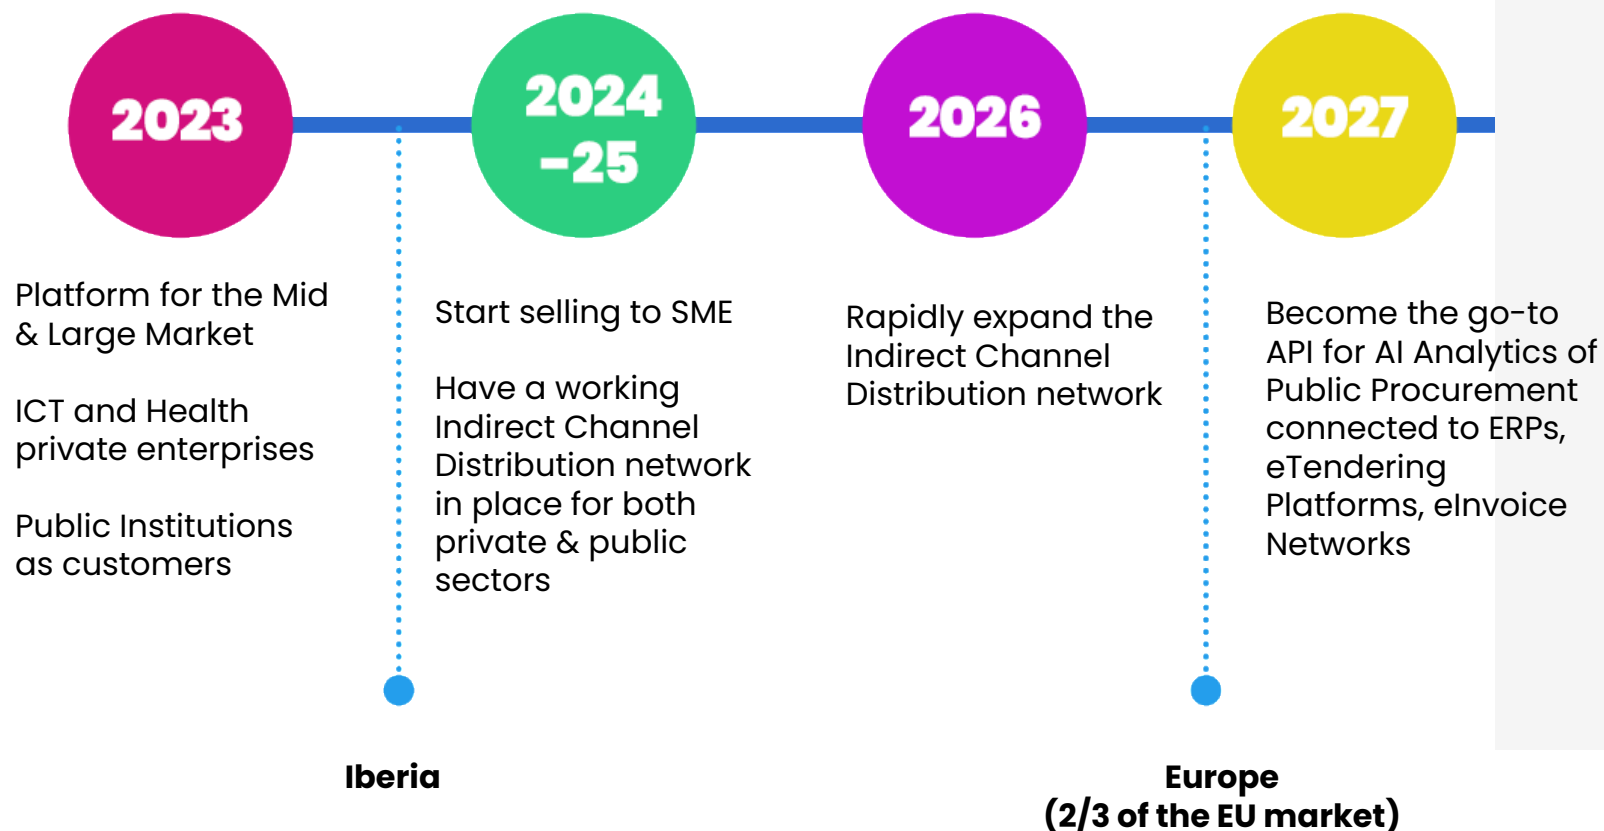 2023
2024
-25
2026
2027
Platform for the Mid
& Large Market
ICT and Health
private enterprises
Public Institutions
as customers
Start selling to SME
Have a working
Indirect Channel
Distribution network
in place for both
private & public
sectors
Rapidly expand the
Indirect Channel
Distribution network
Become the go-to
API for AI Analytics of
Public Procurement
connected to ERPs,
eTendering
Platforms, eInvoice
Networks
Iberia
Europe
(2/3 of the EU market)